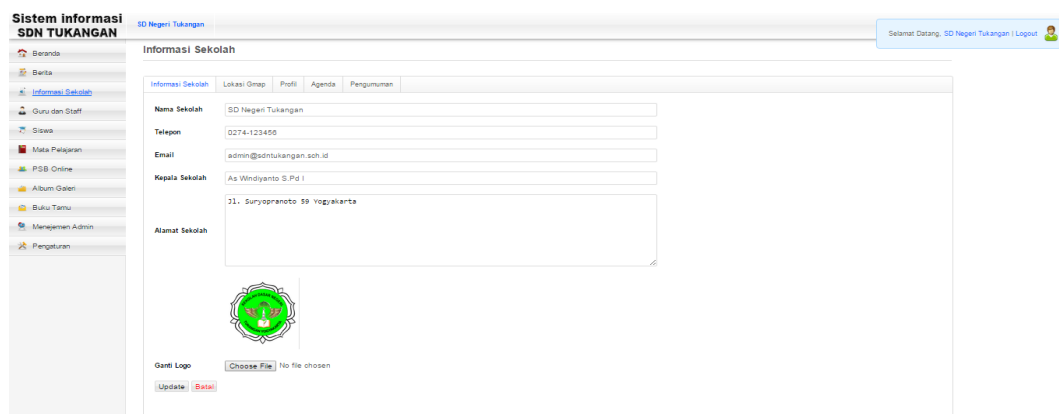 Sistem informasi
SDN TUKANGAN
SD Negeri Tukangan
Selamat Datang, SD Negeri Tukangan | Logout
Beranda
Berita
Informasi Sekolah
Guru dan Staff
Siswa
Mata Pelajaran
PSB Online
Album Galeri
Buku Tamu
Menejemen Admin
Pengaturan
Informasi Sekolah
Informasi Sekolah Lokasi Gmap Profil Agenda Pengumuman
Nama Sekolah SD Negeri Tukangan
Telepon 0274-123456
Email admin@sdntukangan.sch.id
Kepala Sekolah As Windiyanto S.Pd I
Alamat Sekolah Jl. Suryopranoto 59 Yogyakarta
Ganti Logo Choose File No file chosen
Update Batal